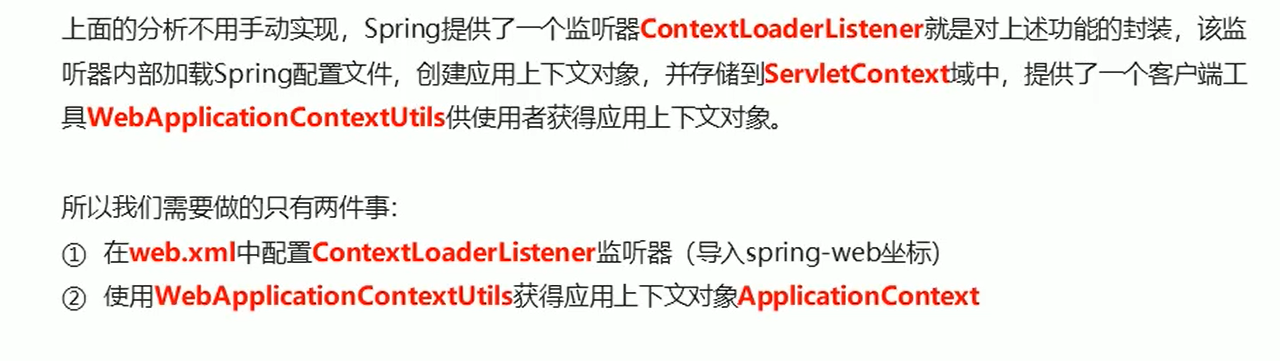 上面的分析不用手动实现，Spring提供了一个监听器ContextLoaderListener就是对上述功能的封装，该监
听器内部加载Spring配置文件，创建应用上下文对象，并存储到ServletContext域中，提供了一个客户端工
具WebApplicationContextUtils供使用者获得应用上下文对象。
所以我们需要做的只有两件事：
① 在web.xml中配置ContextLoaderListener监听器（导入spring-web坐标）
② 使用WebApplicationContextUtils获得应用上下文对象ApplicationContext